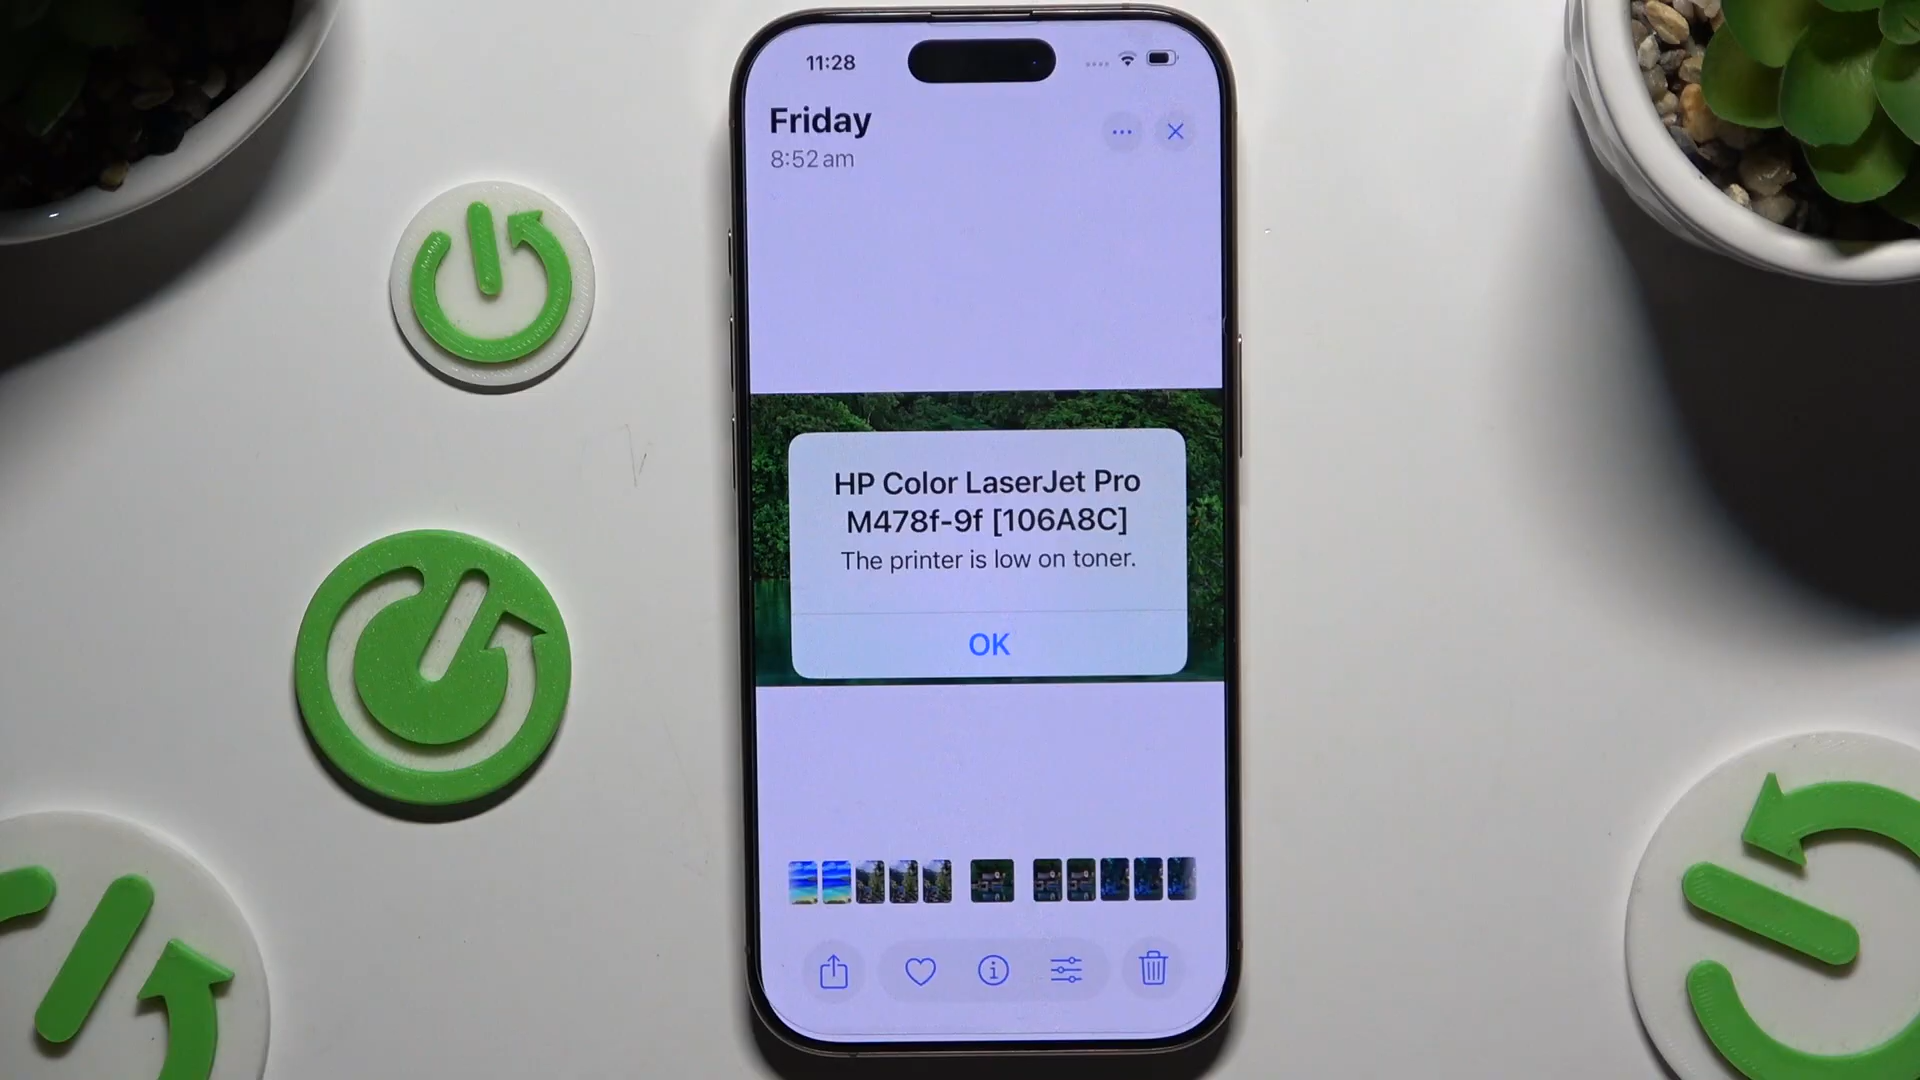 11:28
Friday
8:52 am
HP Color LaserJet Pro
M478f-9f [106A8C]
The printer is low on toner.
OK